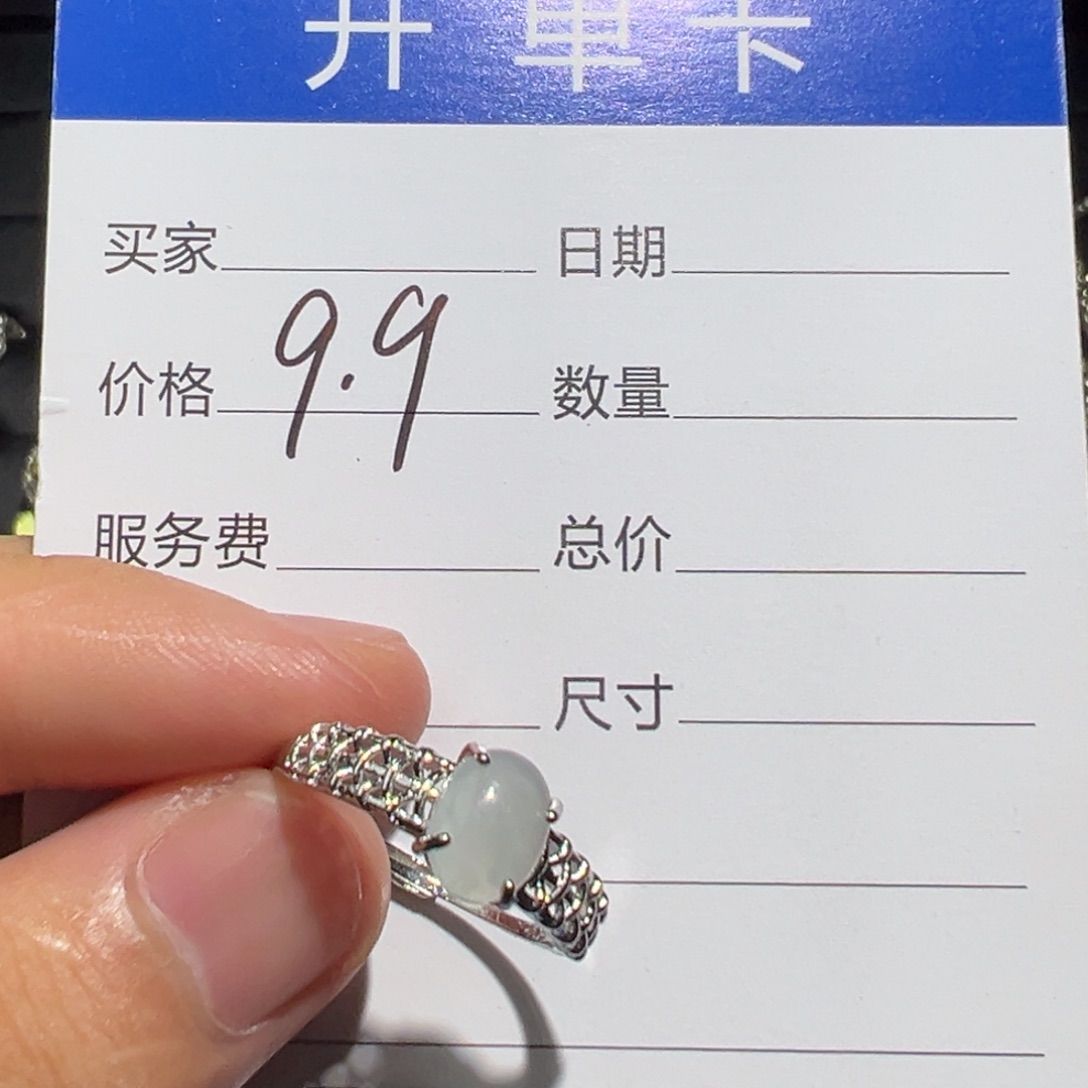 开单卡
买家 日期
价格 9.9 数量
服务费 总价
尺寸